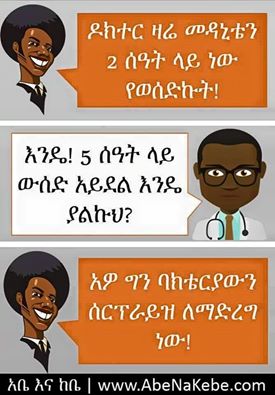 ዶክተር ዛሬ መዳኒቴን
2 ሰዓት ላይ ነው
የወሰድኩት!
እንዴ! 5 ሰዓት ላይ
ውሰድ አይደል እንዴ
ያልኩህ?
አዎ ግን ባክቴርያውን
ሰርፕራይዝ ለማድረግ
ነው!
አቤ እና ከቤ | www.AbeNaKebe.com